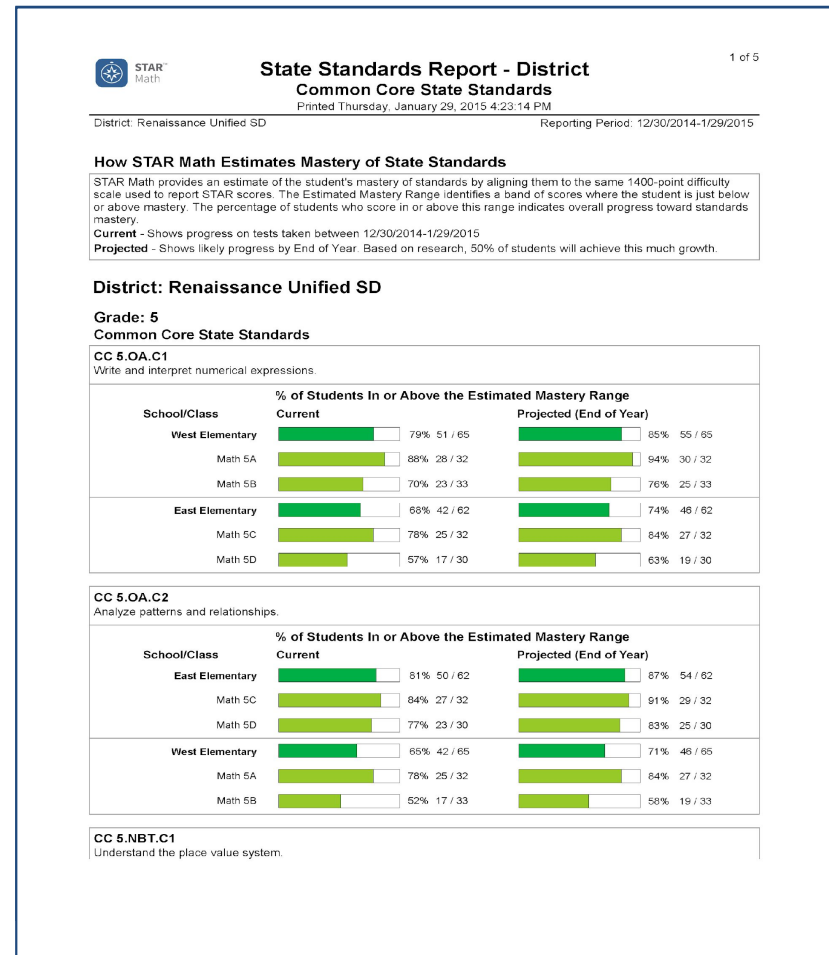 1 of 5
STAR™
Math
State Standards Report - District
Common Core State Standards
Printed Thursday, January 29, 2015 4:23:14 PM
District: Renaissance Unified SD Reporting Period: 12/30/2014-1/29/2015
How STAR Math Estimates Mastery of State Standards
STAR Math provides an estimate of the student's mastery of standards by aligning them to the same 1400-point difficulty
scale used to report STAR scores. The Estimated Mastery Range identifies a band of scores where the student is just below
or above mastery. The percentage of students who score in or above this range indicates overall progress toward standards
mastery.
Current - Shows progress on tests taken between 12/30/2014-1/29/2015
Projected - Shows likely progress by End of Year. Based on research, 50% of students will achieve this much growth.
District: Renaissance Unified SD
Grade: 5
Common Core State Standards
CC 5.OA.C1
Write and interpret numerical expressions.
% of Students In or Above the Estimated Mastery Range
School/Class Current Projected (End of Year)
West Elementary 79% 51 / 65 85% 55 / 65
Math 5A 88% 28 / 32 94% 30 / 32
Math 5B 70% 23 / 33 76% 25 / 33
East Elementary 68% 42 / 62 74% 46 / 62
Math 5C 78% 25 / 32 84% 27 / 32
Math 5D 57% 17 / 30 63% 19 / 30
CC 5.OA.C2
Analyze patterns and relationships.
% of Students In or Above the Estimated Mastery Range
School/Class Current Projected (End of Year)
East Elementary 81% 50 / 62 87% 54 / 62
Math 5C 84% 27 / 32 91% 29 / 32
Math 5D 77% 23 / 30 83% 25 / 30
West Elementary 65% 42 / 65 71% 46 / 65
Math 5A 78% 25 / 32 84% 27 / 32
Math 5B 52% 17 / 33 58% 19 / 33
CC 5.NBT.C1
Understand the place value system.